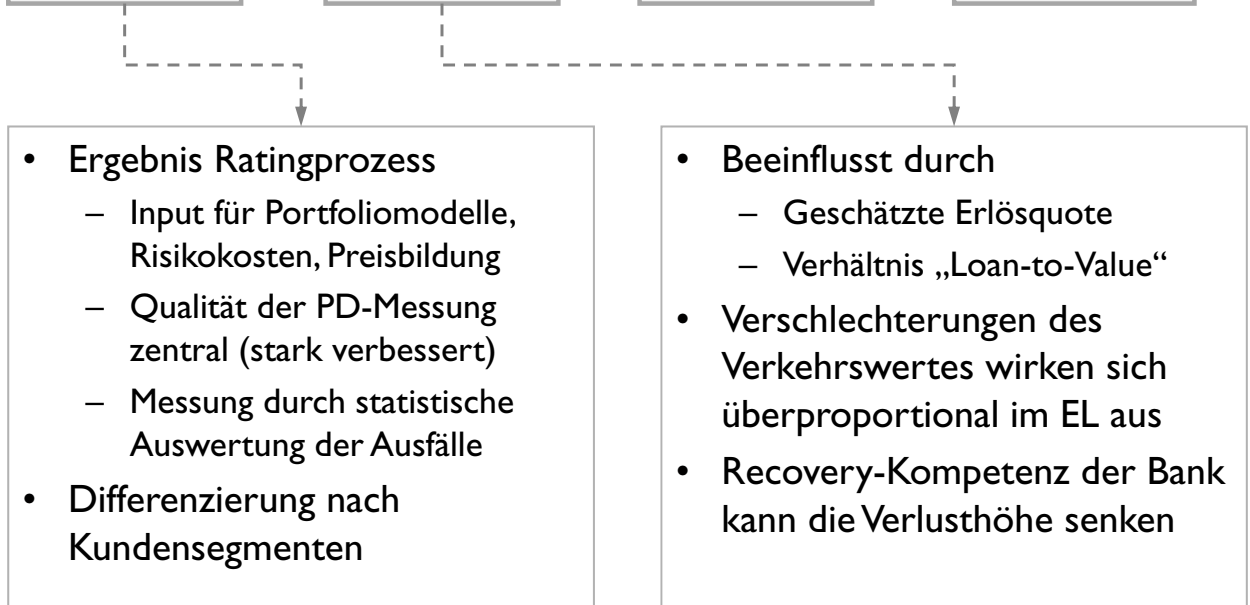 • Ergebnis Ratingprozess
– Input für Portfoliomodelle,
Risikokosten, Preisbildung
– Qualität der PD-Messung
zentral (stark verbessert)
– Messung durch statistische
Auswertung der Ausfälle
• Differenzierung nach
Kundensegmenten
• Beeinflusst durch
– Geschätzte Erlösquote
– Verhältnis „Loan-to-Value“
• Verschlechterungen des
Verkehrswertes wirken sich
überproportional im EL aus
• Recovery-Kompetenz der Bank
kann die Verlusthöhe senken